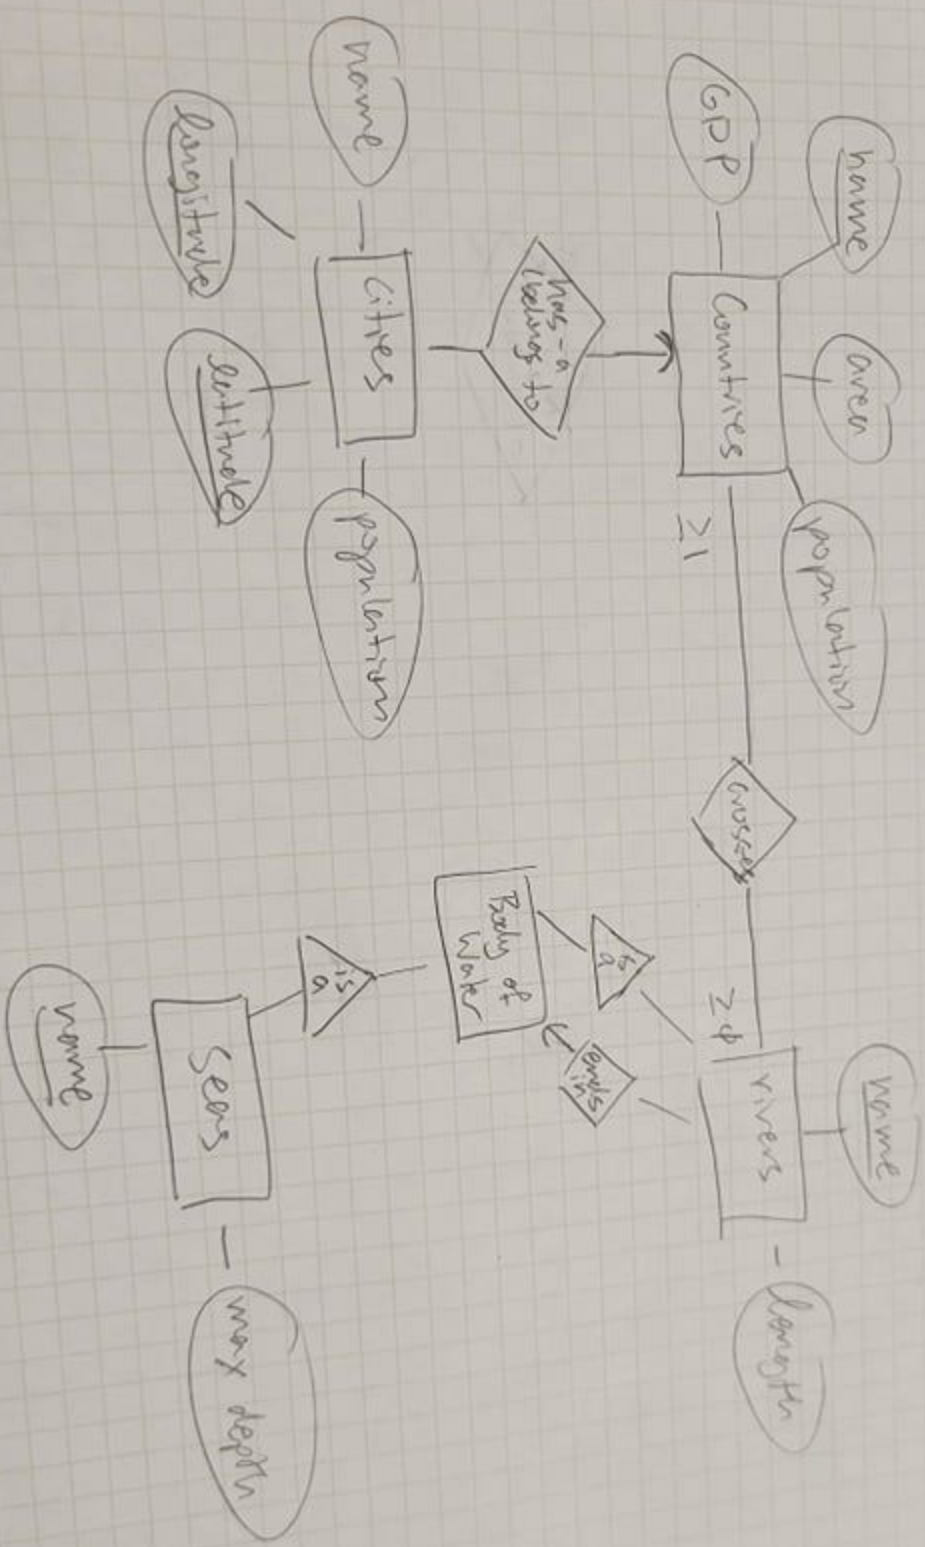 name
area
population
GDP
Countries
≥1
crosses
≥φ
rivers
name
length
has-a
(belongs to
name
Cities
population
longitude
latitude
is
a
ends
in
Body of
Water
is
a
Seas
name
max depth